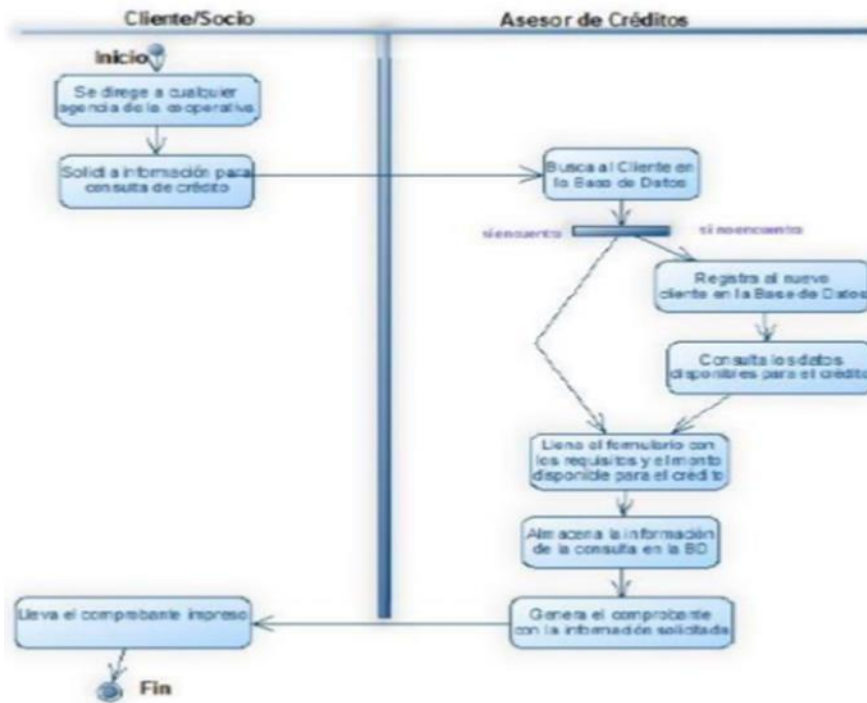 Cliente/Socio
Asesor de Créditos
Inicio
Se direge a cualquier
agencia de la cooperativa
Solicita información para
consulta de crédito
Busca al Cliente en
la Base de Datos
si encuentra
si no encuentra
Registra al nuevo
cliente en la Base de Datos
Consulta los datos
disponibles para el crédito
Llena el formulario con
los requisitos y el monto
disponible para el crédito
Almacena la información
de la consulta en la BD
Genera el comprobante
con la información solicitada
Lleva el comprobante impreso
Fin